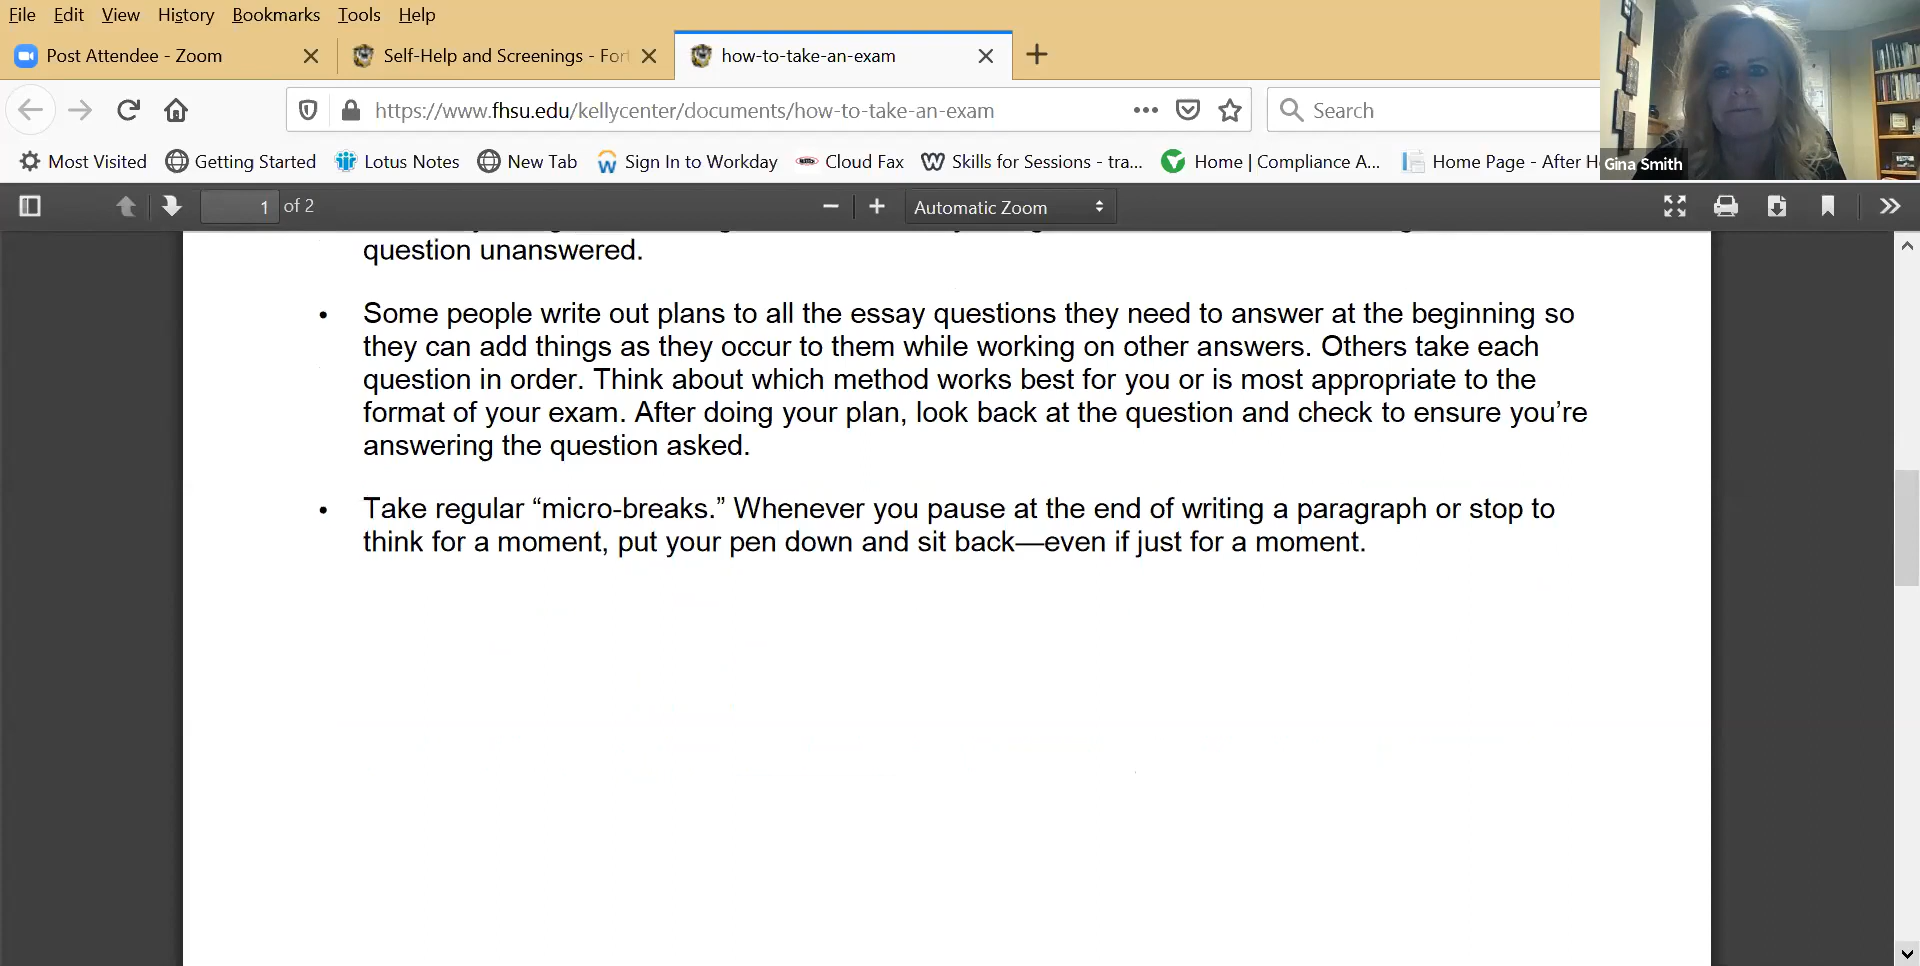 File Edit View History Bookmarks Tools Help
Post Attendee - Zoom Self-Help and Screenings - For how-to-take-an-exam
https://www.fhsu.edu/kellycenter/documents/how-to-take-an-exam Search
Most Visited Getting Started Lotus Notes New Tab Sign In to Workday Cloud Fax Skills for Sessions - tra... Home | Compliance A... Home Page - After H
Gina Smith
1 of 2 Automatic Zoom
question unanswered.
• Some people write out plans to all the essay questions they need to answer at the beginning so
they can add things as they occur to them while working on other answers. Others take each
question in order. Think about which method works best for you or is most appropriate to the
format of your exam. After doing your plan, look back at the question and check to ensure you’re
answering the question asked.
• Take regular “micro-breaks.” Whenever you pause at the end of writing a paragraph or stop to
think for a moment, put your pen down and sit back—even if just for a moment.